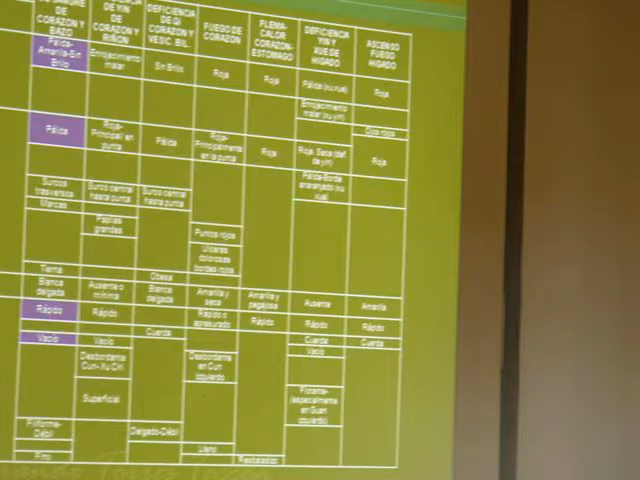 CORAZON Y
BAZO
DE YIN
DE
CORAZON Y
RIÑON
DEFICIENCIA
DE QI
CORAZON Y
VESIC. BIL.
FUEGO DE
CORAZON
FLEMA-
CALOR
CORAZON-
ESTOMAGO
DEFICIENCIA
YIN Y
XUE DE
HIGADO
ASCENSO
FUEGO
HIGADO
Pálida-
Amarilla-Sin
Brillo
Enrojecimiento
malar
Sin Brillo
Roja
Roja
Pálida (xu xue)
Roja
Enrojecimiento
malar (xu yin)
Ojos rojos
Pálida
Roja-
Principal en
punta
Pálida
Roja-
Principalmente
en la punta
Roja
Roja Seca (def.
de yin)
Roja
Pálida-Borde
anaranjado (xu
xue)
Surcos
trasversos
Surco central
hasta punta
Surco central
hasta punta
Marcas
Papilas
grandes
Puntos rojos
Ulceras
dolorosas
bordes rojos
Tierna
Obesa
Blanca
delgada
Ausente o
mínima
Blanca
delgada
Amarilla y
seca
Amarilla y
pegajosa
Ausente
Amarilla
Rápido
Rápido
Rápido o
apresurado
Rápido
Rápido
Rápido
Cuerda
Cuerda
Cuerda
Vacío
Vacío
Vacío
Desbordante
Cun-Xu Chi
Desbordante
en Cun
izquierdo
Superficial
Flotante-
(especialmente
en Guan
izquierdo)
Filiforme-
Débil
Delgado-Débil
Fino
Lleno
Resbaladizo